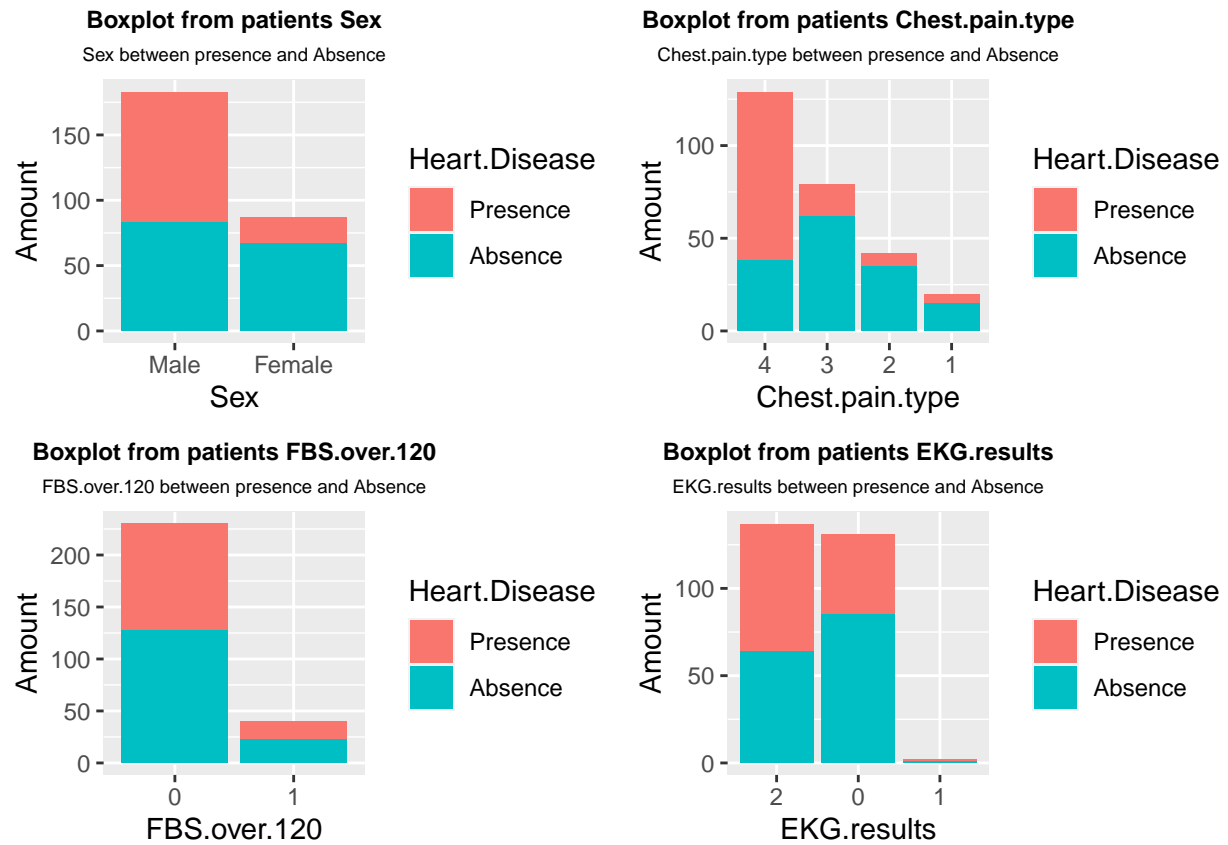 Boxplot from patients Sex
Sex between presence and Absence
Amount
150
100
50
0
Male Female
Sex
Heart.Disease
Presence
Absence
Boxplot from patients Chest.pain.type
Chest.pain.type between presence and Absence
Amount
100
50
0
4 3 2 1
Chest.pain.type
Heart.Disease
Presence
Absence
Boxplot from patients FBS.over.120
FBS.over.120 between presence and Absence
Amount
200
150
100
50
0
0 1
FBS.over.120
Heart.Disease
Presence
Absence
Boxplot from patients EKG.results
EKG.results between presence and Absence
Amount
100
50
0
2 0 1
EKG.results
Heart.Disease
Presence
Absence